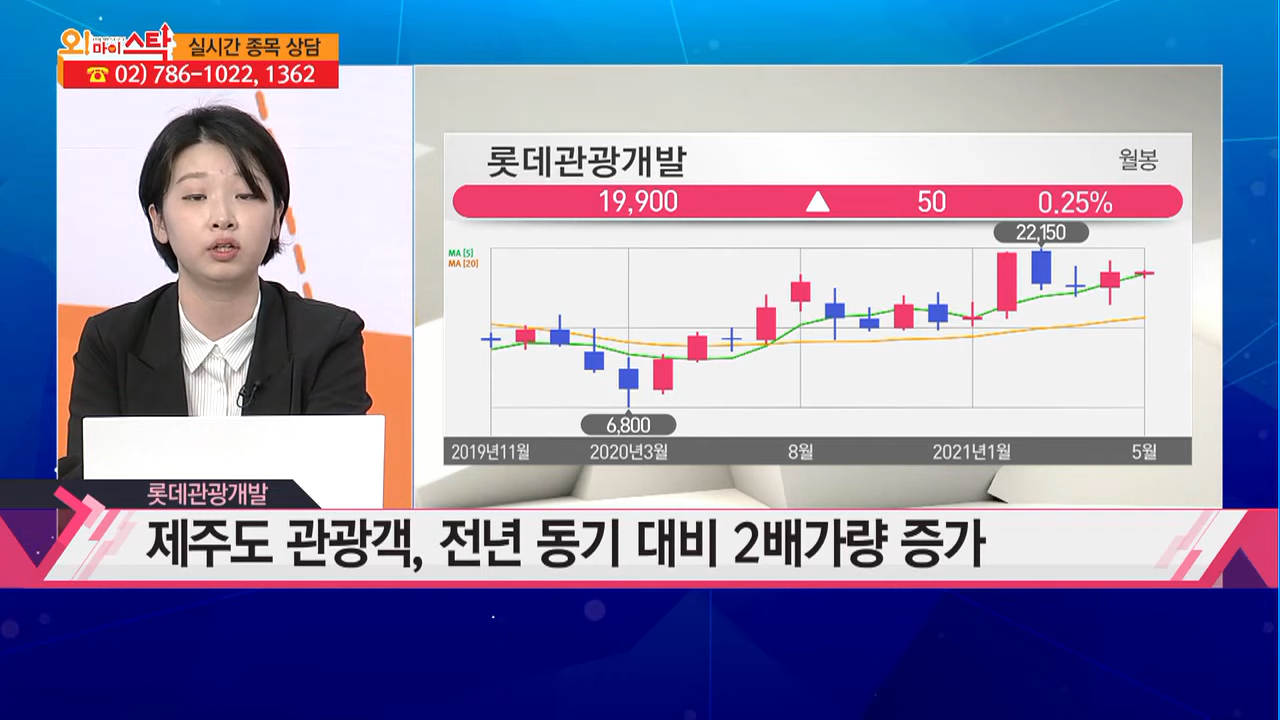 오! 마이 스탁
실시간 종목 상담
☎ 02) 786-1022, 1362
롯데관광개발
월봉
19,900 ▲ 50 0.25%
22,150
MA [5]
MA [20]
6,800
2019년11월 2020년3월 8월 2021년1월 5월
롯데관광개발
제주도 관광객, 전년 동기 대비 2배가량 증가